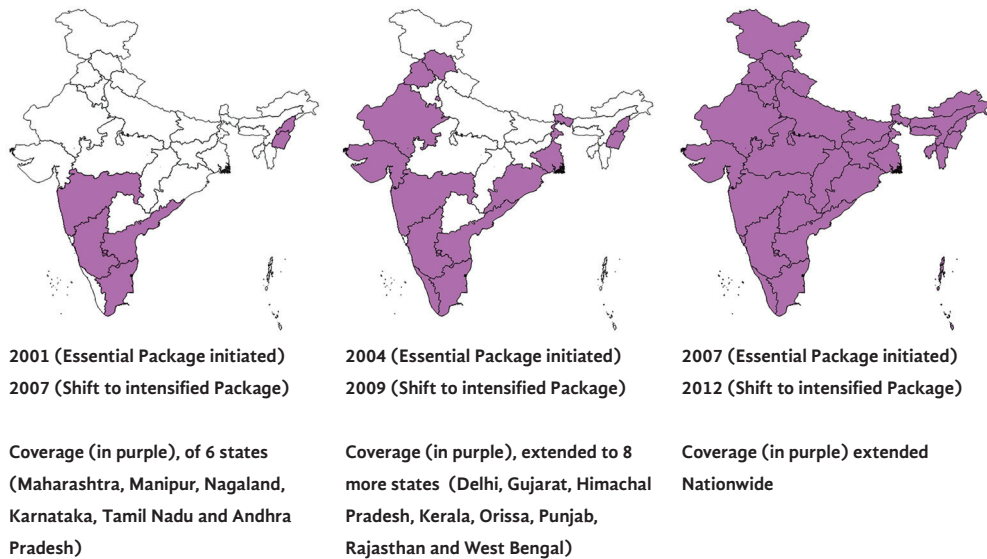 2001 (Essential Package initiated)
2007 (Shift to intensified Package)
Coverage (in purple), of 6 states
(Maharashtra, Manipur, Nagaland,
Karnataka, Tamil Nadu and Andhra
Pradesh)
2004 (Essential Package initiated)
2009 (Shift to intensified Package)
Coverage (in purple), extended to 8
more states (Delhi, Gujarat, Himachal
Pradesh, Kerala, Orissa, Punjab,
Rajasthan and West Bengal)
2007 (Essential Package initiated)
2012 (Shift to intensified Package)
Coverage (in purple) extended
Nationwide